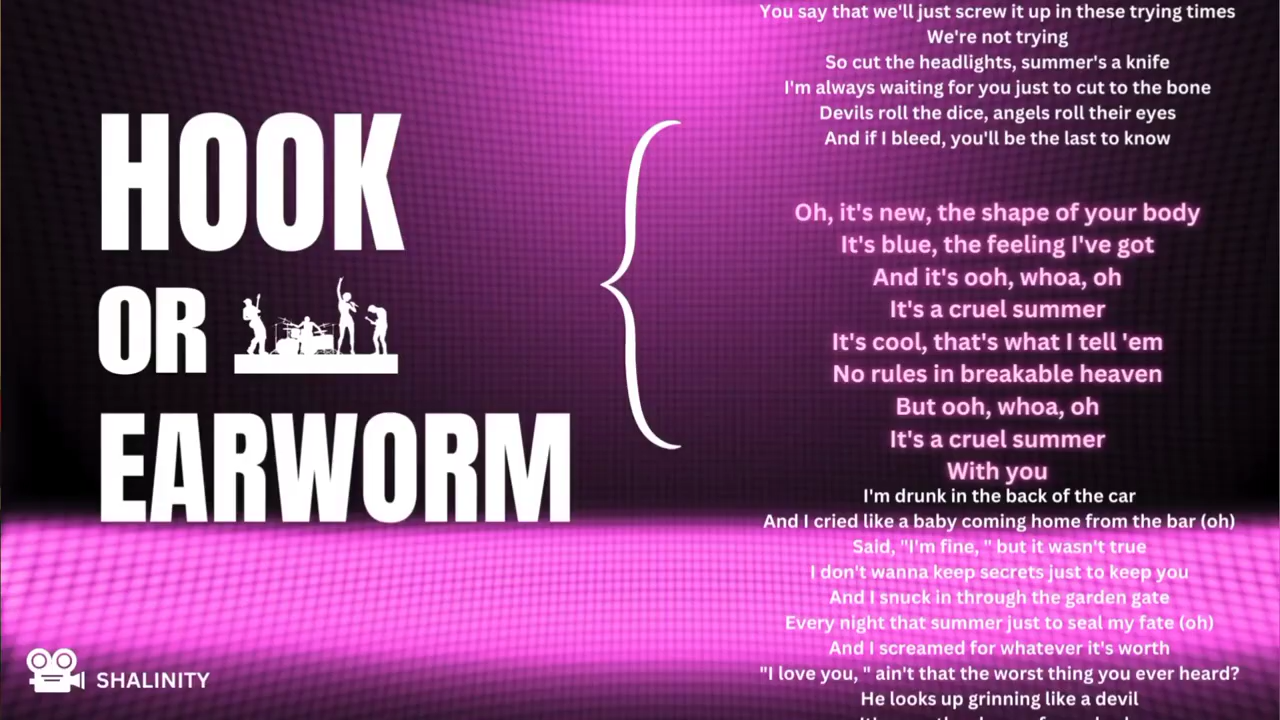 HOOK
OR
EARWORM
SHALINITY
You say that we'll just screw it up in these trying times
We're not trying
So cut the headlights, summer's a knife
I'm always waiting for you just to cut to the bone
Devils roll the dice, angels roll their eyes
And if I bleed, you'll be the last to know
Oh, it's new, the shape of your body
It's blue, the feeling I've got
And it's ooh, whoa, oh
It's a cruel summer
It's cool, that's what I tell 'em
No rules in breakable heaven
But ooh, whoa, oh
It's a cruel summer
With you
I'm drunk in the back of the car
And I cried like a baby coming home from the bar (oh)
Said, "I'm fine, " but it wasn't true
I don't wanna keep secrets just to keep you
And I snuck in through the garden gate
Every night that summer just to seal my fate (oh)
And I screamed for whatever it's worth
"I love you, " ain't that the worst thing you ever heard?
He looks up grinning like a devil